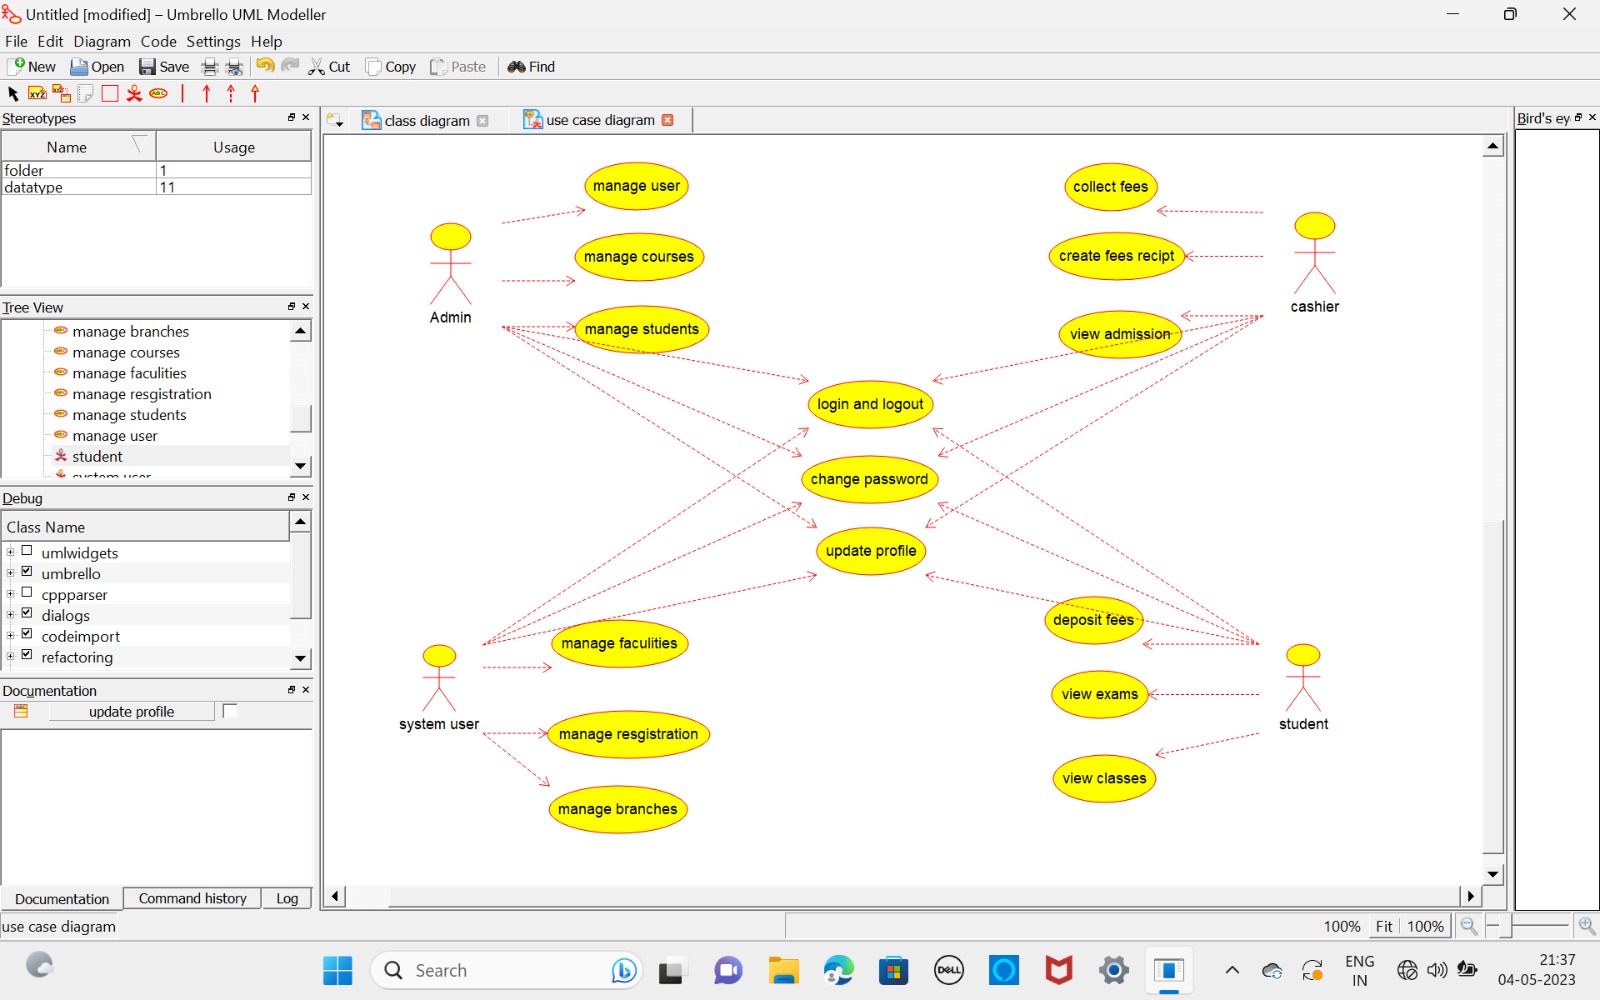 Untitled [modified] – Umbrello UML Modeller
File Edit Diagram Code Settings Help
New Open Save Cut Copy Paste Find
Stereotypes
Name Usage
folder 1
datatype 11
Tree View
manage branches
manage courses
manage faculities
manage resgistration
manage students
manage user
student
system user
Debug
Class Name
umlwidgets
umbrello
cppparser
dialogs
codeimport
refactoring
Documentation
update profile
Documentation Command history Log
use case diagram
class diagram use case diagram
manage user
manage courses
manage students
Admin
collect fees
create fees recipt
view admission
cashier
login and logout
change password
update profile
manage faculities
manage resgistration
manage branches
system user
deposit fees
view exams
view classes
student
Bird's ey
100% Fit 100%
Search
DELL
ENG
IN
21:37
04-05-2023